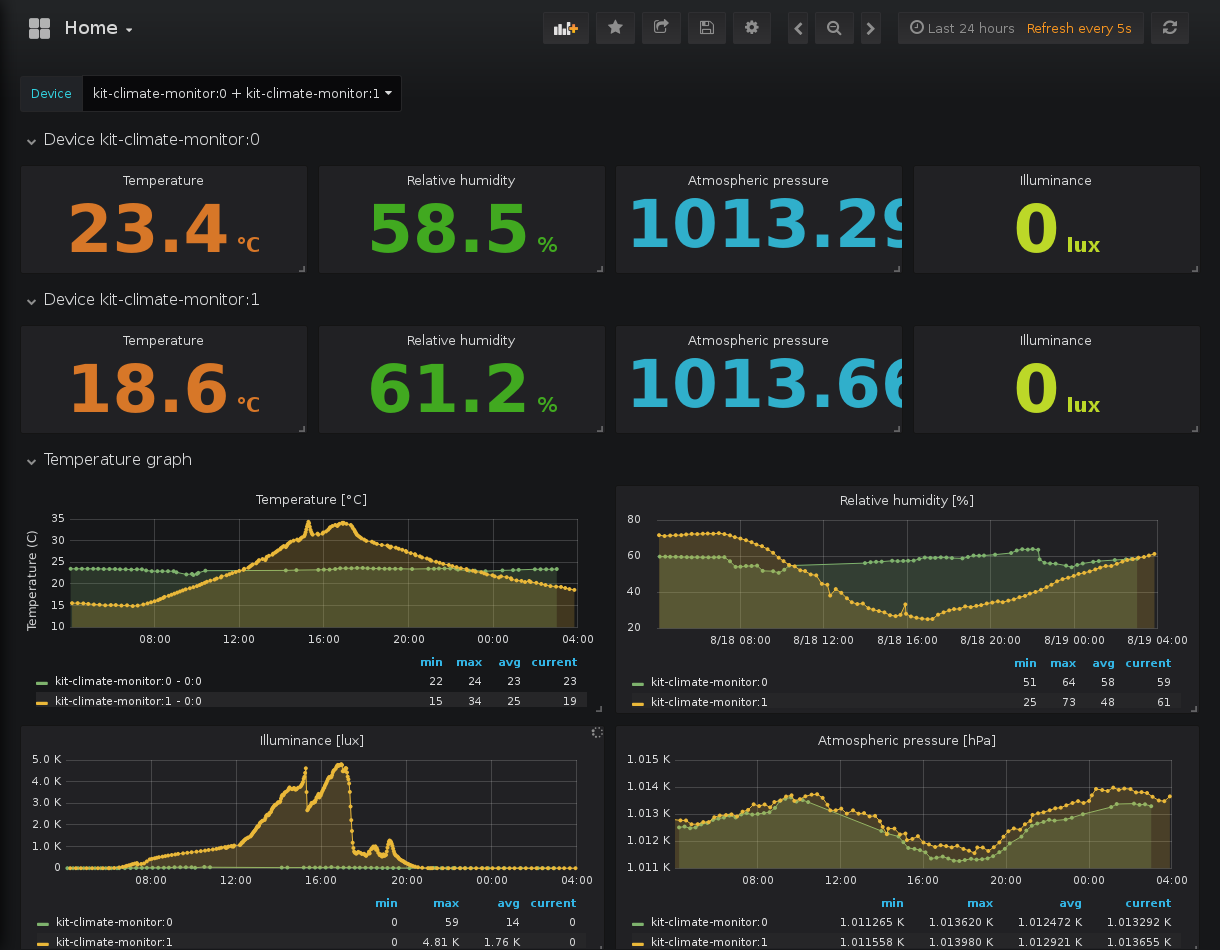 Home
Last 24 hours Refresh every 5s
Device kit-climate-monitor:0 + kit-climate-monitor:1
Device kit-climate-monitor:0
Temperature Relative humidity Atmospheric pressure Illuminance
23.4 °C 58.5 % 1013.29 0 lux
Device kit-climate-monitor:1
Temperature Relative humidity Atmospheric pressure Illuminance
18.6 °C 61.2 % 1013.66 0 lux
Temperature graph
Temperature [°C]
Temperature (C)
35
30
25
20
15
10
08:00 12:00 16:00 20:00 00:00 04:00
min max avg current
kit-climate-monitor:0 - 0:0 22 24 23 23
kit-climate-monitor:1 - 0:0 15 34 25 19
Relative humidity [%]
80
60
40
20
8/18 08:00 8/18 12:00 8/18 16:00 8/18 20:00 8/19 00:00 8/19 04:00
min max avg current
kit-climate-monitor:0 51 64 58 59
kit-climate-monitor:1 25 73 48 61
Illuminance [lux]
5.0 K
4.0 K
3.0 K
2.0 K
1.0 K
0
08:00 12:00 16:00 20:00 00:00 04:00
min max avg current
kit-climate-monitor:0 0 59 14 0
kit-climate-monitor:1 0 4.81 K 1.76 K 0
Atmospheric pressure [hPa]
1.015 K
1.014 K
1.013 K
1.012 K
1.011 K
08:00 12:00 16:00 20:00 00:00 04:00
min max avg current
kit-climate-monitor:0 1.011265 K 1.013620 K 1.012472 K 1.013292 K
kit-climate-monitor:1 1.011558 K 1.013980 K 1.012921 K 1.013655 K